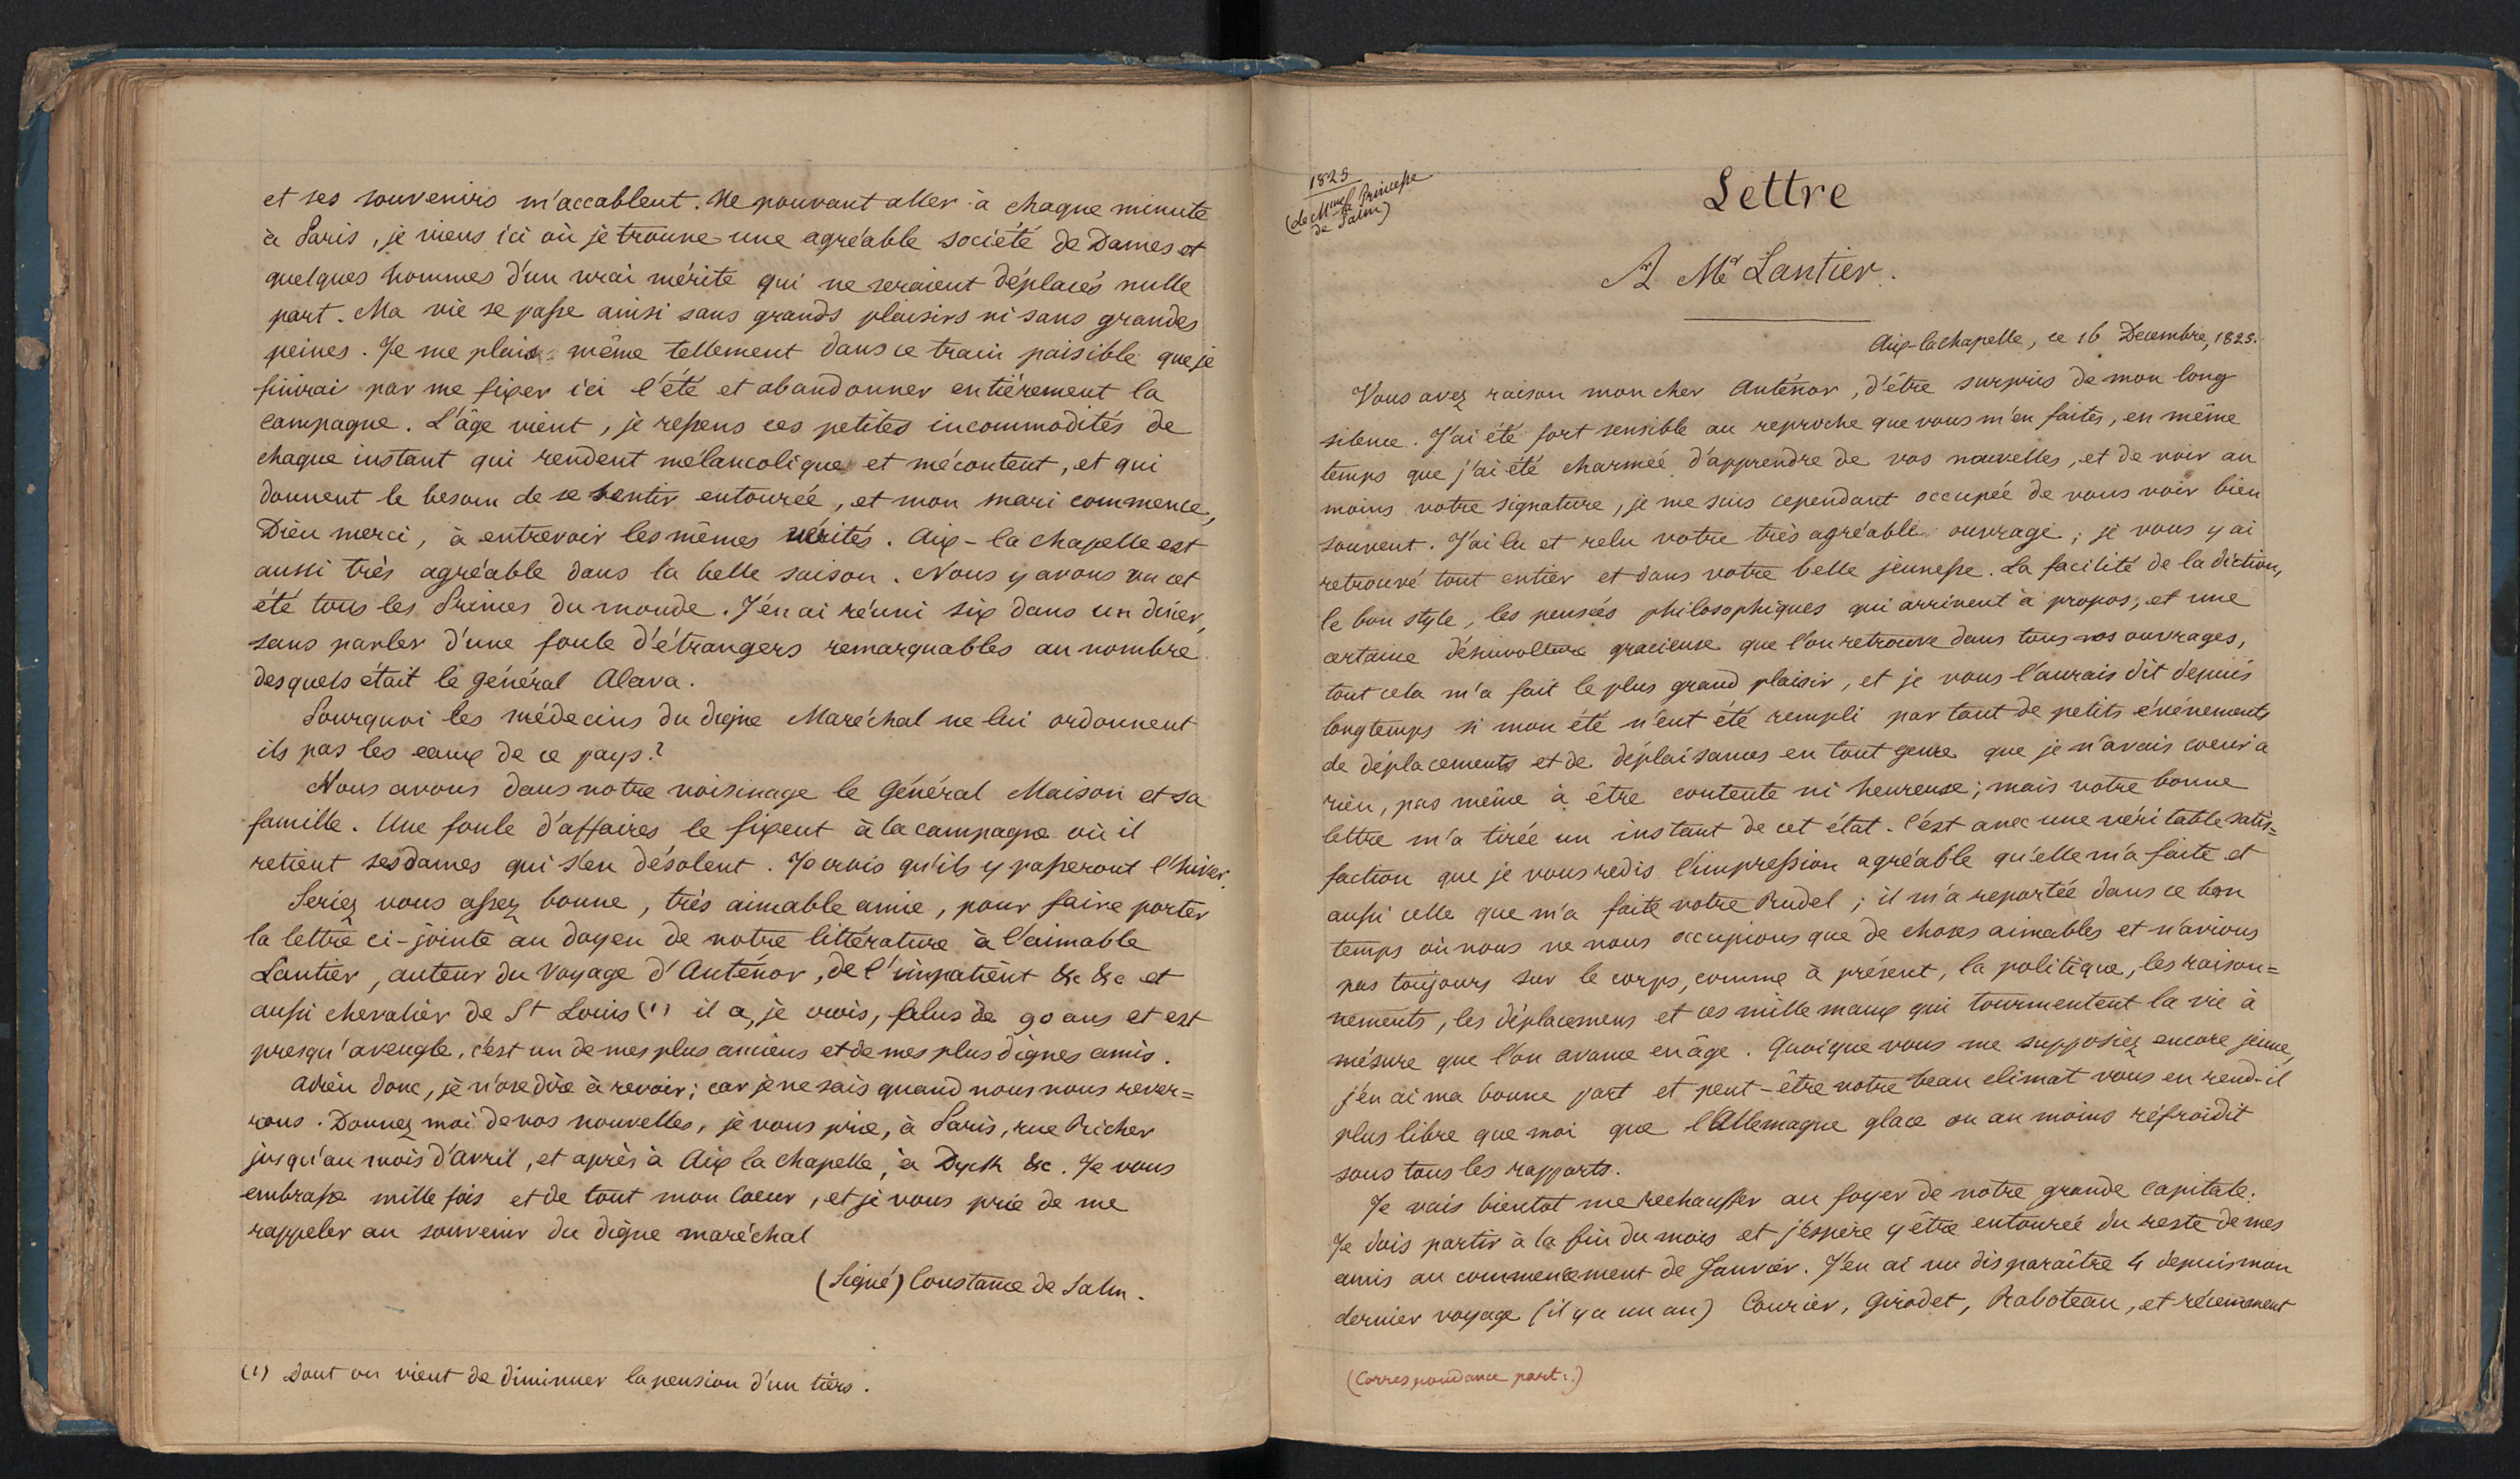 et ses souvenirs m'accablent. Ne pouvant aller à chaque minute
à Paris, je viens ici où je trouve une agréable société de Dames et
quelques hommes d'un vrai mérite qui ne seraient déplacés nulle
part. Ma vie se passe ainsi sans grands plaisirs ni sans grandes
peines. Je me plais même tellement dans ce train paisible que je
finirai par me fixer ici l'été et abandonner entièrement la
campagne. L'âge vient, je ressens ces petites incommodités de
chaque instant qui rendent mélancolique et mécontent, et qui
donnent le besoin de se sentir entourée, et mon mari commence,
Dieu merci, à entrevoir les mêmes vérités. Aix-la chapelle est
aussi très agréable dans la belle saison. Nous y avons vu cet
été tous les Princes du monde. J'en ai réuni six dans un diner,
sans parler d'une foule d'étrangers remarquables au nombre
desquels était le général Alava.
Pourquoi les médecins du digne Maréchal ne lui ordonnent
ils pas les eaux de ce pays?
Nous avons dans notre voisinage le Général Maison et sa
famille. Une foule d'affaires le fixent à la campagne où il
retient ses dames qui s'en désolent. Je crois qu'ils y passeront l'hiver.
Seriez vous assez bonne, très aimable amie, pour faire porter
la lettre ci-jointe au doyen de notre littérature à l'aimable
Lantier, auteur du Voyage d'Anténor, de l'impatient &c &c et
aussi chevalier de St Louis (1) il a, je crois, plus de 90 ans et est
presqu'aveugle, c'est un de mes plus anciens et de mes plus dignes amis.
Adieu donc, je n'ose dire à revoir; car je ne sais quand nous nous rever=
rons. Donnez moi de vos nouvelles, je vous prie, à Paris, rue Richer
jusqu'au mois d'avril, et après à Aix la chapelle, à Dyck &c. Je vous
embrasse mille fois et de tout mon coeur, et je vous prie de me
rappeler au souvenir du digne maréchal
(Signé) Constance de Salm.
(1) Dont on vient de diminuer la pension d'un tiers.
1825
(de Mme la Princesse
de Salm)
Lettre
A Mr Lantier.
Aix-la chapelle, ce 16 Decembre, 1825.
Vous avez raison mon cher Anténor, d'être surpris de mon long
silence. J'ai été fort sensible au reproche que vous m'en faites, en même
temps que j'ai été charmée d'apprendre de vos nouvelles, et de voir au
moins votre signature, je me suis cependant occupée de vous voir bien
souvent. J'ai lu et relu votre très agréable ouvrage; je vous y ai
retrouvé tout entier et dans votre belle jeunesse. La facilité de la diction,
le bon style, les pensées philosophiques qui arrivent à propos, et une
certaine désinvolture gracieuse que l'on retrouve dans tous vos ouvrages,
tout cela m'a fait le plus grand plaisir, et je vous l'aurais dit depuis
longtemps si mon été n'eut été rempli par tant de petits événements
de déplacements et de déplaisances en tout genre que je n'avais coeur à
rien, pas même à être contente ni heureuse; mais votre bonne
lettre m'a tirée un instant de cet état. C'est avec une véritable satis=
faction que je vous redis l'impression agréable qu'elle m'a faite et
aussi celle que m'a faite votre Rudel; il m'a reportée dans ce bon
temps où nous ne nous occupions que de choses aimables et n'avions
pas toujours sur le corps, comme à présent, la politique, les raison=
nements, les déplacemens et ces mille maux qui tourmentent la vie à
mésure que l'on avance en âge. Quoique vous me supposiez encore jeune,
j'en ai ma bonne part et peut-être votre beau climat vous en rend-il
plus libre que moi que l'Allemagne glace ou au moins réfroidit
sous tous les rapports.
Je vais bientot me rechauffer au foyer de notre grande capitale.
Je dois partir à la fin du mois et j'espère y être entourée du reste de mes
amis au commencement de Janvier. J'en ai vu disparaître 4 depuis mon
dernier voyage (il y a un an) Courier, Girodet, Raboteau, et récemment
(Correspondance part:.)